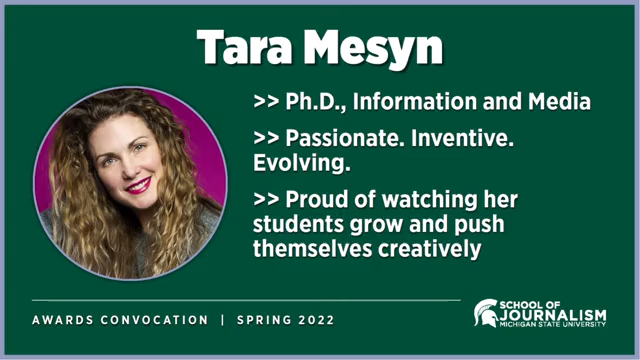 Tara Mesyn
>> Ph.D., Information and Media
>> Passionate. Inventive.
Evolving.
>> Proud of watching her
students grow and push
themselves creatively
AWARDS CONVOCATION | SPRING 2022
SCHOOL OF
JOURNALISM
MICHIGAN STATE UNIVERSITY